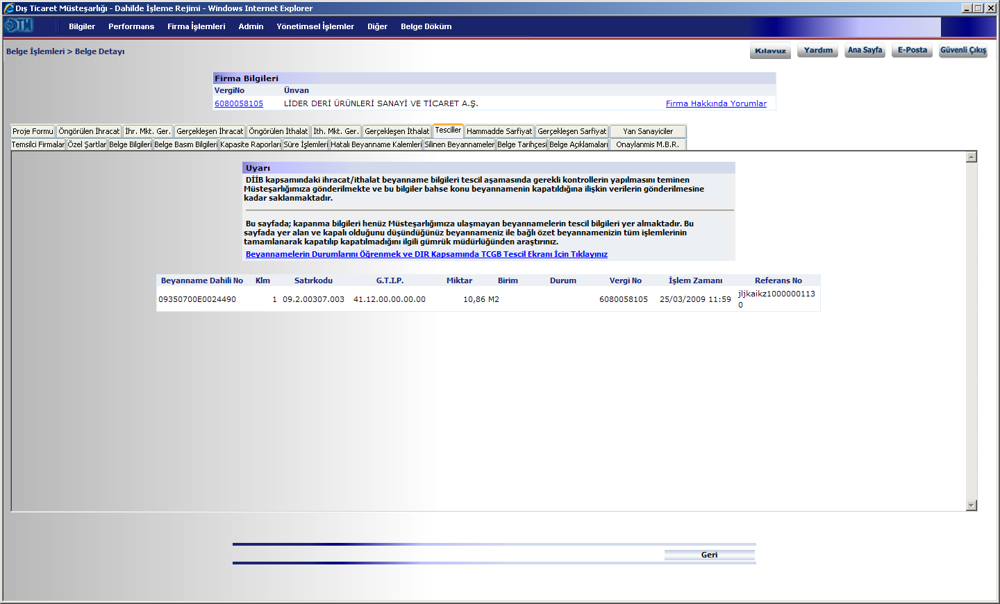 Dış Ticaret Müsteşarlığı - Dahilde İşleme Rejimi - Windows Internet Explorer
DTM
Bilgiler Performans Firma İşlemleri Admin Yönetimsel İşlemler Diğer Belge Döküm
Belge İşlemleri > Belge Detayı
Kılavuz Yardım Ana Sayfa E-Posta Güvenli Çıkış
Firma Bilgileri
VergiNo Ünvan
6080058105 LİDER DERİ ÜRÜNLERİ SANAYİ VE TİCARET A.Ş. Firma Hakkında Yorumlar
Proje Formu Öngörülen İhracat İhr. Mkt. Ger. Gerçekleşen İhracat Öngörülen İthalat İth. Mkt. Ger. Gerçekleşen İthalat Tesciller Hammadde Sarfiyat Gerçekleşen Sarfiyat Yan Sanayiciler
Temsilci Firmalar Özel Şartlar Belge Bilgileri Belge Basım Bilgileri Kapasite Raporları Süre İşlemleri Hatalı Beyanname Kalemleri Silinen Beyannameler Belge Tarihçesi Belge Açıklamaları Onaylanmis M.B.R.
Uyarı
DİİB kapsamındaki ihracat/ithalat beyanname bilgileri tescil aşamasında gerekli kontrollerin yapılmasını teminen
Müsteşarlığımıza gönderilmekte ve bu bilgiler bahse konu beyannamenin kapatıldığına ilişkin verilerin gönderilmesine
kadar saklanmaktadır.
Bu sayfada; kapanma bilgileri henüz Müsteşarlığımıza ulaşmayan beyannamelerin tescil bilgileri yer almaktadır. Bu
sayfada yer alan ve kapalı olduğunu düşündüğünüz beyannameniz ile bağlı özet beyannamenizin tüm işlemlerinin
tamamlanarak kapatılıp kapatılmadığını ilgili gümrük müdürlüğünden araştırınız.
Beyannamelerin Durumlarını Öğrenmek ve DIR Kapsamında TCGB Tescil Ekranı İçin Tıklayınız
Beyanname Dahili No Klm Satırkodu G.T.I.P. Miktar Birim Durum Vergi No İşlem Zamanı Referans No
09350700E0024490 1 09.2.00307.003 41.12.00.00.00.00 10,86 M2 6080058105 25/03/2009 11:59 jljkaikz1000000113
0
Geri